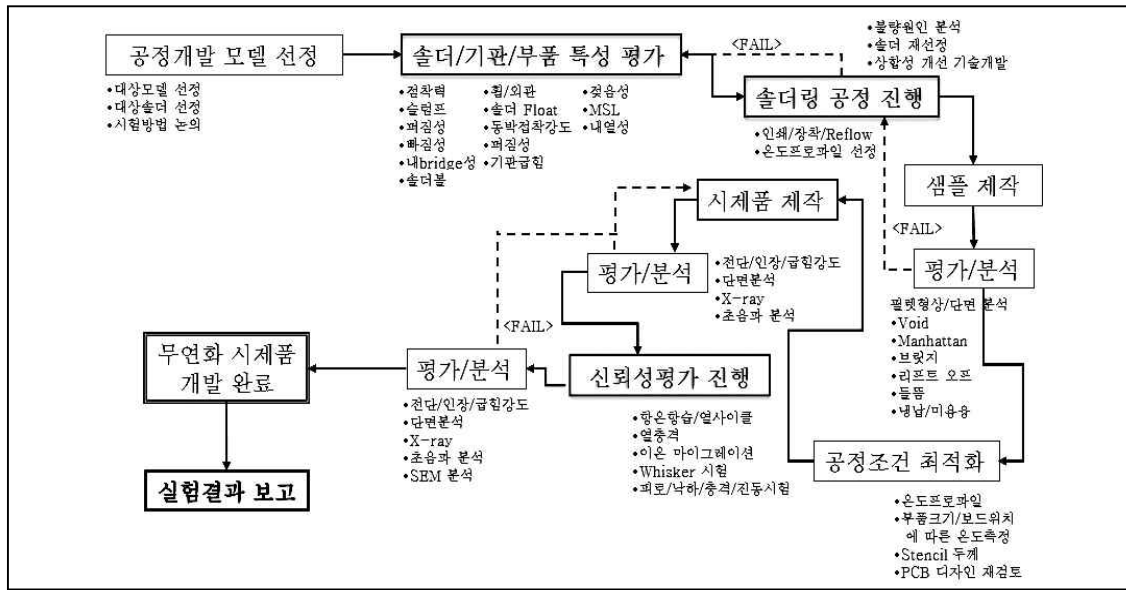 공정개발 모델 선정
•대상모델 선정
•대상솔더 선정
•시험방법 논의
솔더/기판/부품 특성 평가
•점착력
•슬럼프
•퍼짐성
•빠짐성
•내bridge성
•솔더볼
•휨/외관
•솔더 Float
•동박접착강도
•퍼짐성
•기판굽힘
•젖음성
•MSL
•내열성
<FAIL>
•불량원인 분석
•솔더 재선정
•상합성 개선 기술개발
솔더링 공정 진행
•인쇄/장착/Reflow
•온도프로파일 선정
샘플 제작
<FAIL>
평가/분석
필렛형상/단면 분석
•Void
•Manhattan
•브릿지
•리프트 오프
•들뜸
•냉납/미용융
공정조건 최적화
•온도프로파일
•부품크기/보드위치
에 따른 온도측정
•Stencil 두께
•PCB 디자인 재검토
시제품 제작
평가/분석
•전단/인장/굽힘강도
•단면분석
•X-ray
•초음파 분석
<FAIL>
신뢰성평가 진행
•항온항습/열사이클
•열충격
•이온 마이그레이션
•Whisker 시험
•피로/낙하/충격/진동시험
평가/분석
•전단/인장/굽힘강도
•단면분석
•X-ray
•초음파 분석
•SEM 분석
무연화 시제품
개발 완료
실험결과 보고